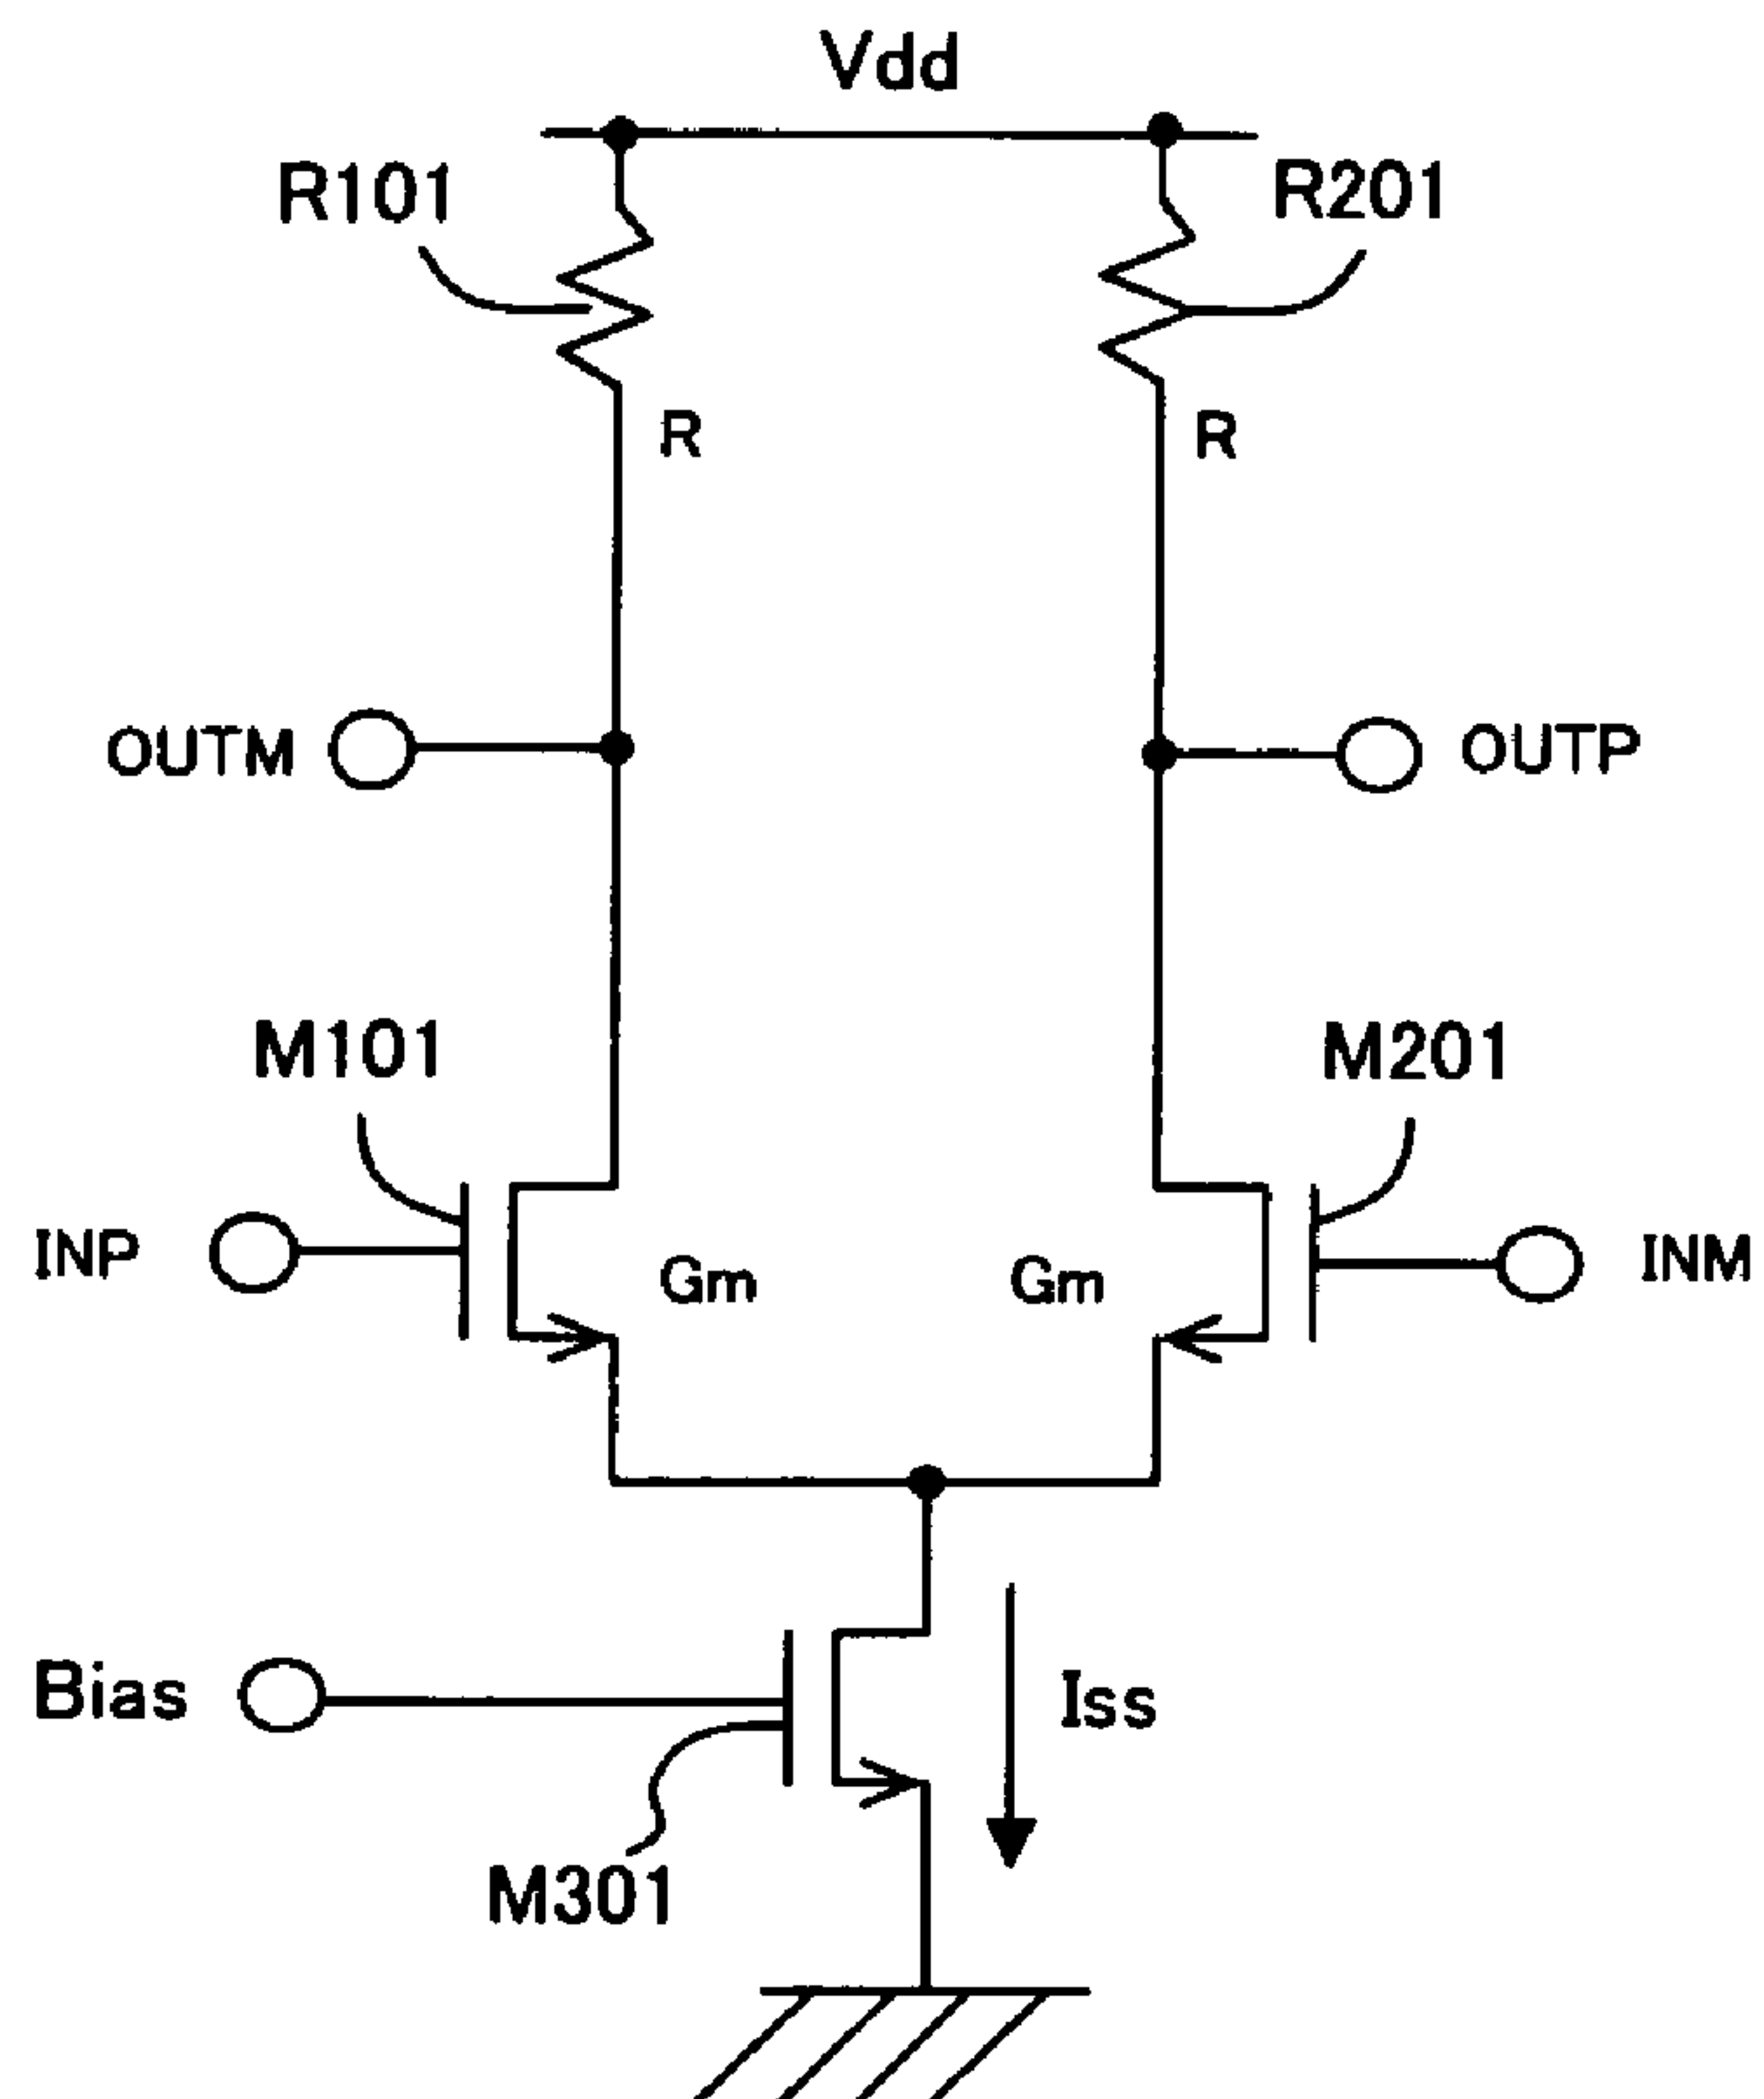 Vdd
R101
R201
R
R
OUTM
OUTP
M101
M201
INP
Gm
Gm
INM
Bias
Iss
M301